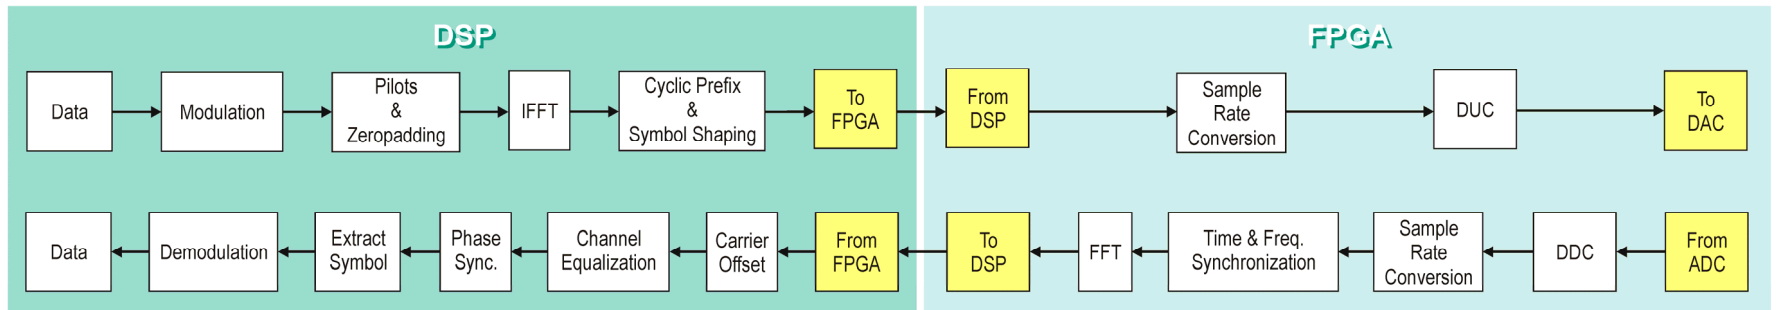 DSP
FPGA
Data
Modulation
Pilots
&
Zeropadding
IFFT
Cyclic Prefix
&
Symbol Shaping
To
FPGA
From
DSP
Sample
Rate
Conversion
DUC
To
DAC
Data
Demodulation
Extract
Symbol
Phase
Sync.
Channel
Equalization
Carrier
Offset
From
FPGA
To
DSP
FFT
Time & Freq.
Synchronization
Sample
Rate
Conversion
DDC
From
ADC